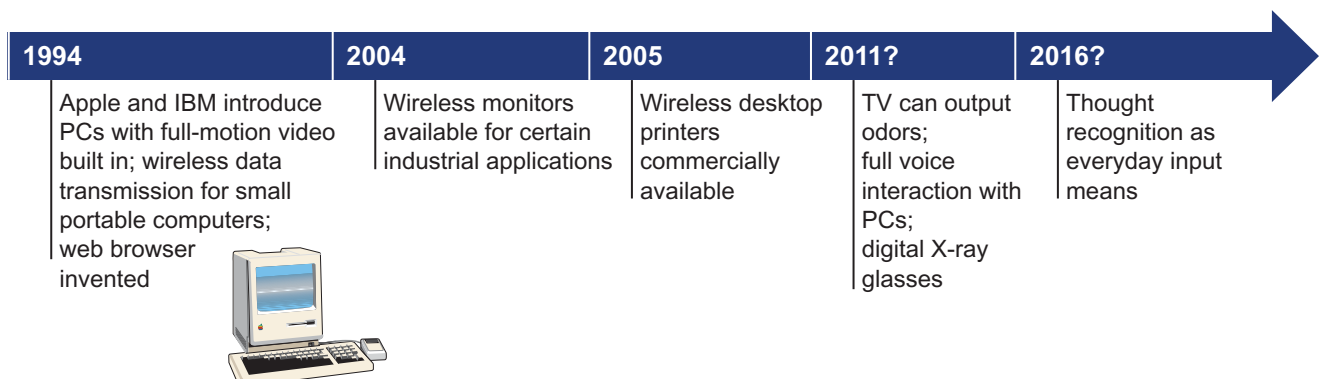 1994
Apple and IBM introduce
PCs with full-motion video
built in; wireless data
transmission for small
portable computers;
web browser
invented
2004
Wireless monitors
available for certain
industrial applications
2005
Wireless desktop
printers
commercially
available
2011?
TV can output
odors;
full voice
interaction with
PCs;
digital X-ray
glasses
2016?
Thought
recognition as
everyday input
means